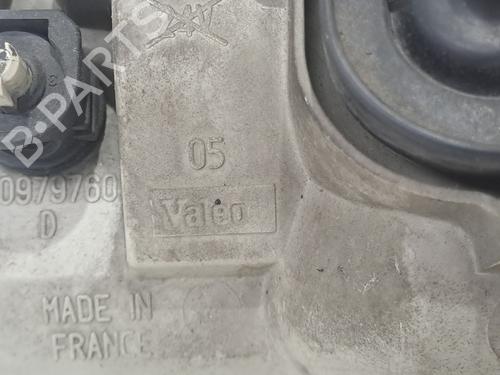 B-PARTS
05
0979760
Valeo
D
MADE IN
FRANCE